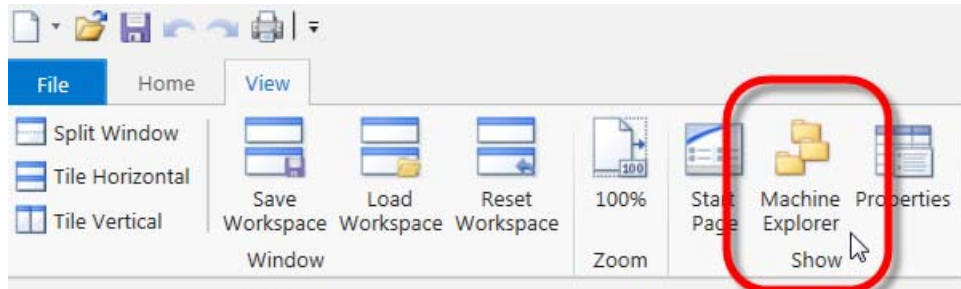 File Home View
Split Window
Tile Horizontal
Tile Vertical
Save Workspace
Load Workspace
Reset Workspace
Window
100
100%
Zoom
Start Page
Machine Explorer
Properties
Show